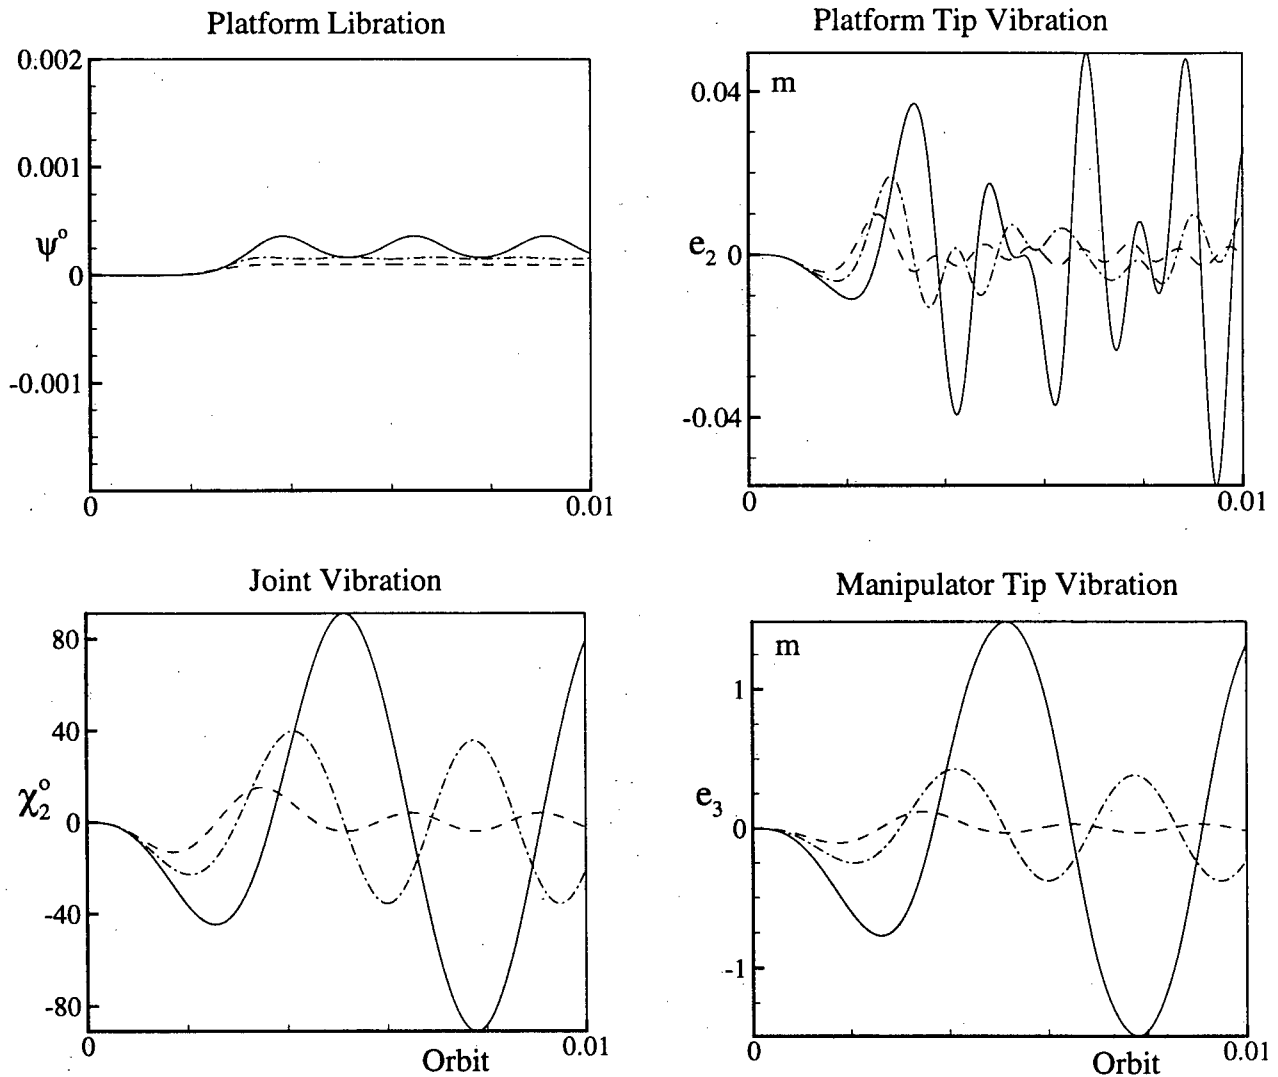 Platform Libration
0.002
0.001
ψ°
0
-0.001
0
0.01
Platform Tip Vibration
m
0.04
e₂ 0
-0.04
0
0.01
Joint Vibration
80
40
χ₂°
0
-40
-80
0
Orbit
0.01
Manipulator Tip Vibration
m
1
e₃
0
-1
0
Orbit
0.01